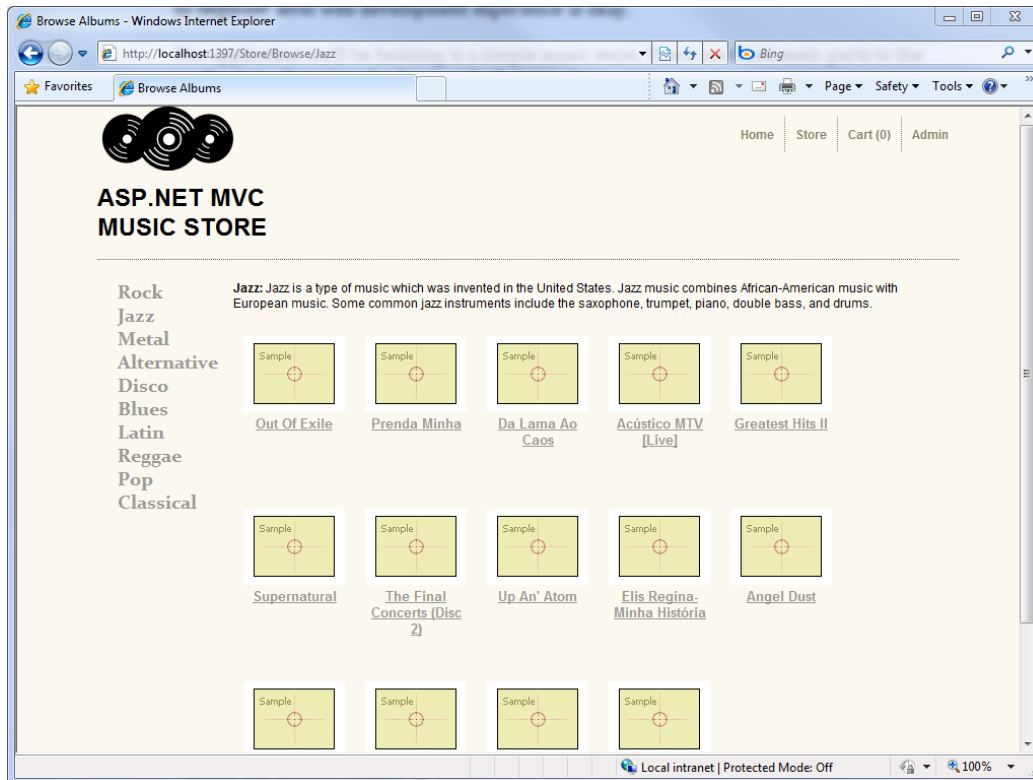 Browse Albums - Windows Internet Explorer
http://localhost:1397/Store/Browse/Jazz
Bing
Favorites
Browse Albums
Page
Safety
Tools
Home
Store
Cart (0)
Admin
ASP.NET MVC
MUSIC STORE
Rock
Jazz
Metal
Alternative
Disco
Blues
Latin
Reggae
Pop
Classical
Jazz: Jazz is a type of music which was invented in the United States. Jazz music combines African-American music with
European music. Some common jazz instruments include the saxophone, trumpet, piano, double bass, and drums.
Sample
Sample
Sample
Sample
Sample
Out Of Exile
Prenda Minha
Da Lama Ao
Caos
Acústico MTV
[Live]
Greatest Hits II
Sample
Sample
Sample
Sample
Sample
Supernatural
The Final
Concerts (Disc
2)
Up An' Atom
Elis Regina-
Minha História
Angel Dust
Sample
Sample
Sample
Sample
Local intranet | Protected Mode: Off
100%